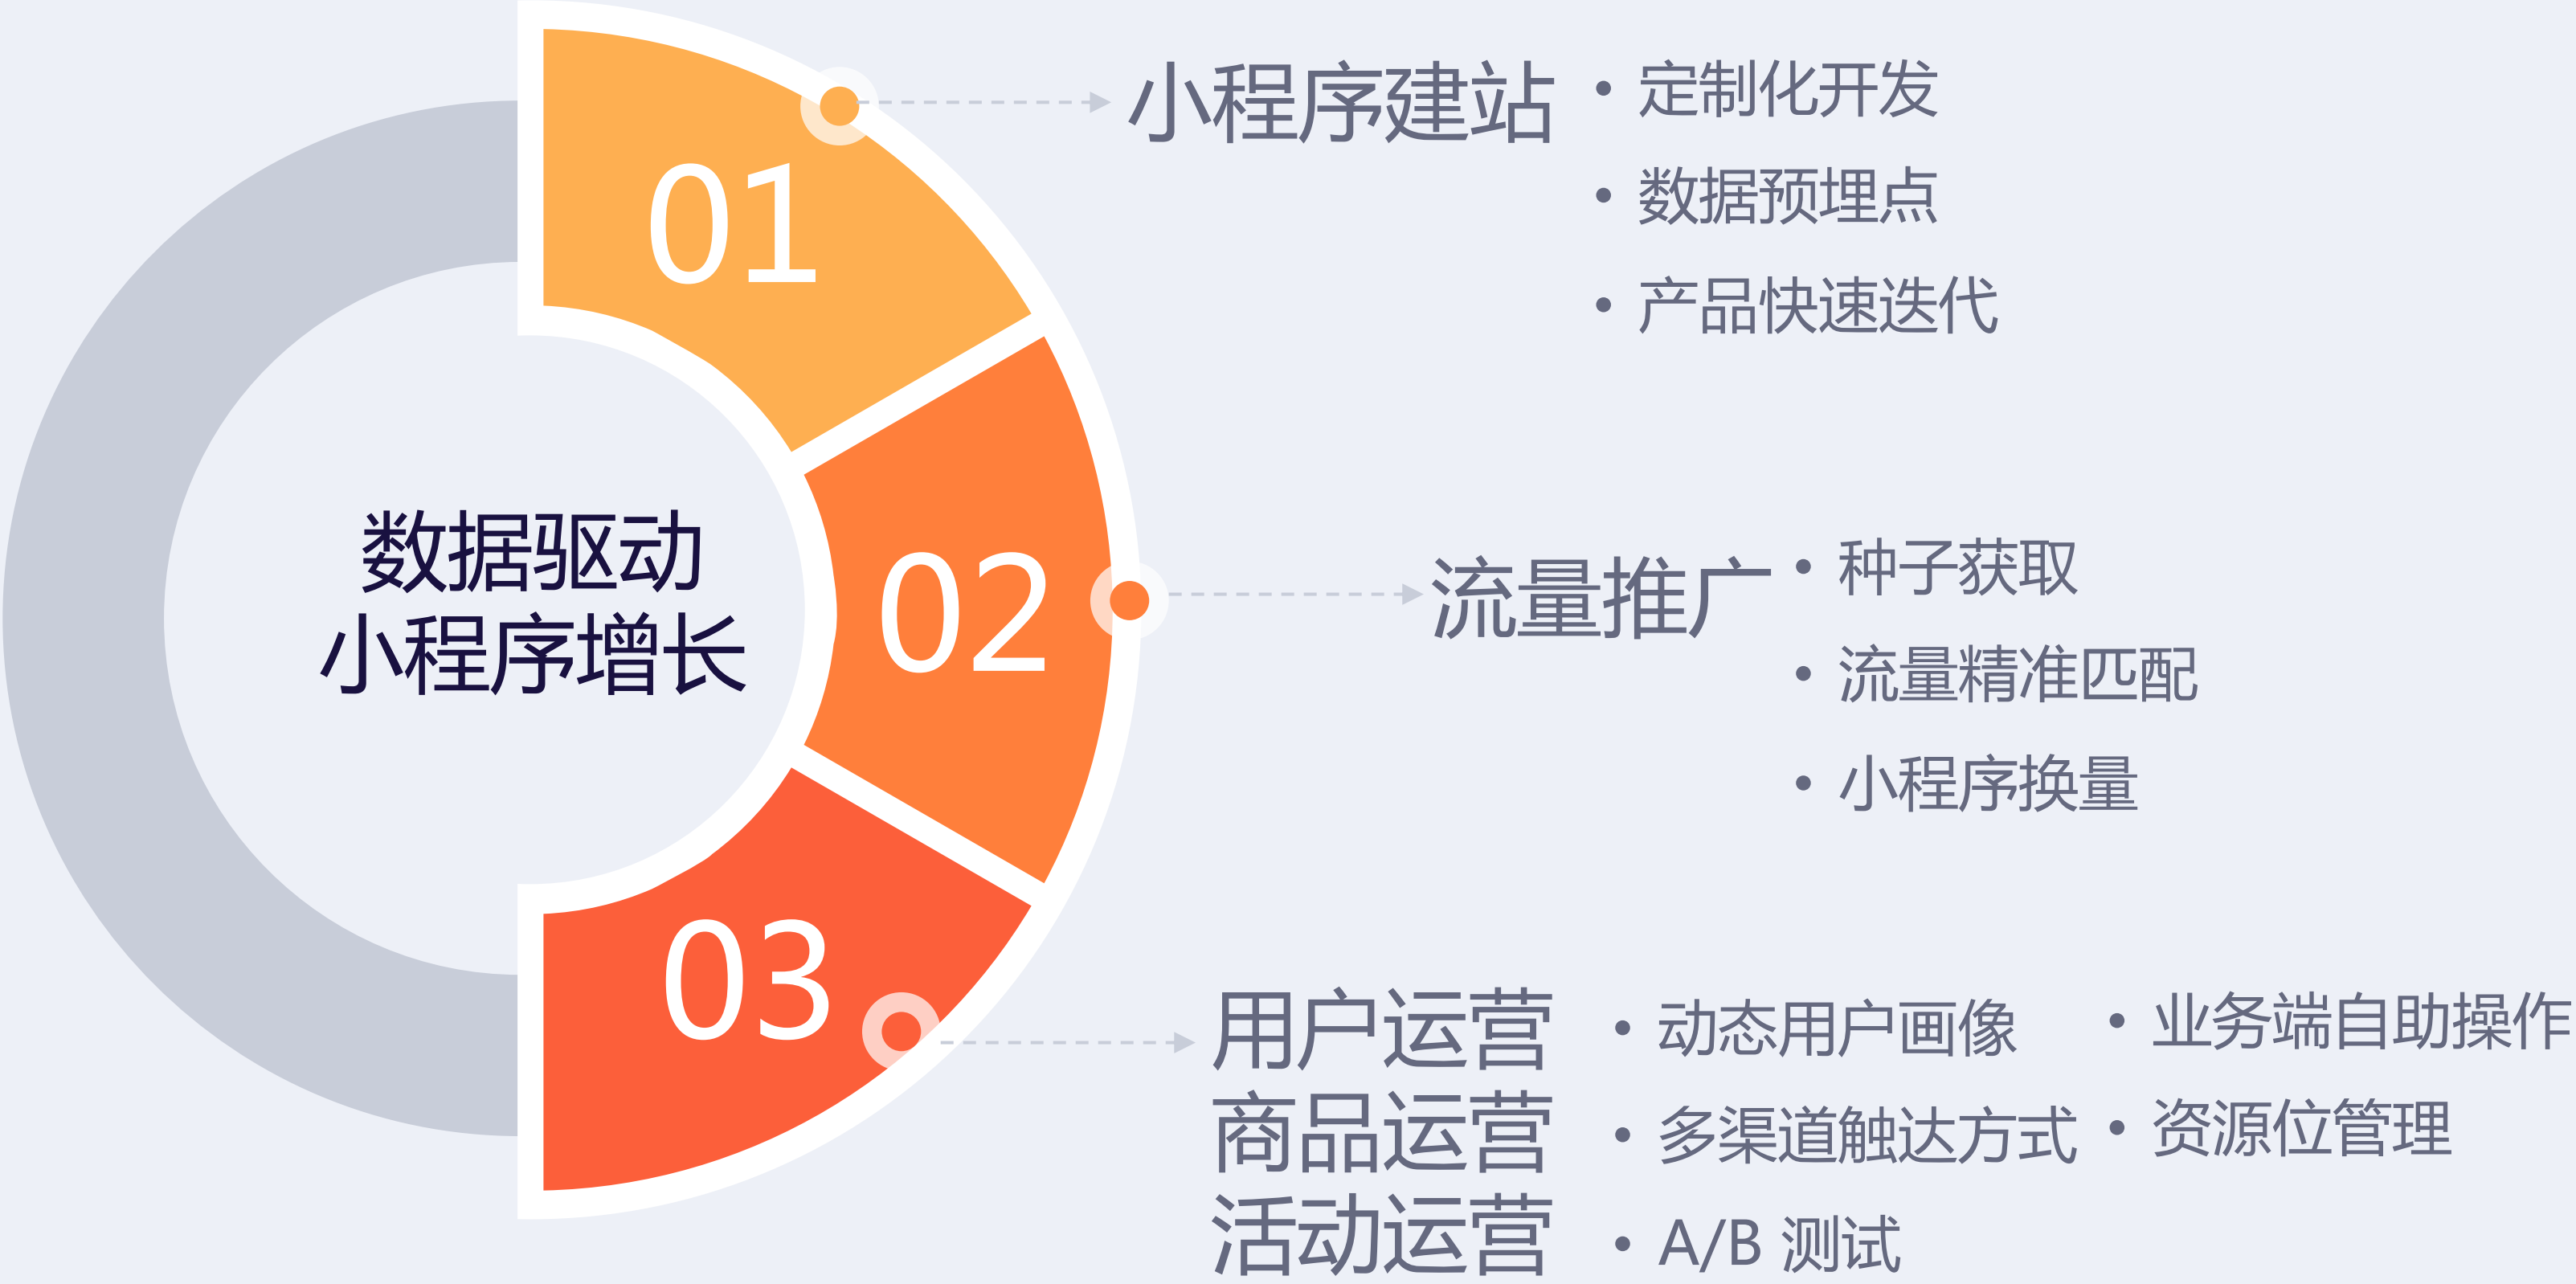 数据驱动
小程序增长
01
小程序建站
• 定制化开发
• 数据预埋点
• 产品快速迭代
02
流量推广
• 种子获取
• 流量精准匹配
• 小程序换量
03
用户运营
商品运营
活动运营
• 动态用户画像
• 多渠道触达方式
• A/B 测试
• 业务端自助操作
• 资源位管理